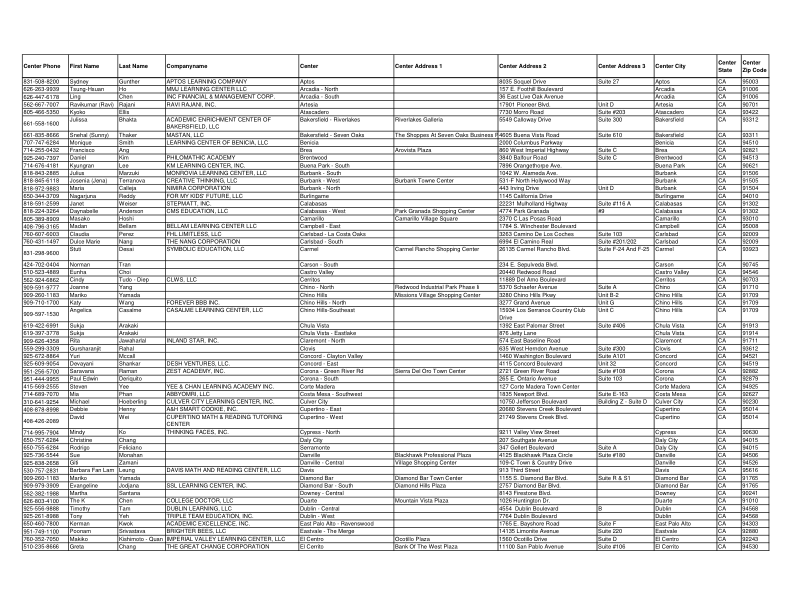 Center Phone First Name Last Name Companyname Center Center Address 1 Center Address 2 Center Address 3 Center City Center State Center Zip Code
831-508-8200 Sydney Gunther APTOS LEARNING COMPANY Aptos 8035 Soquel Drive Suite 27 Aptos CA 95003
626-263-9939 Tsung-Hsuan Ho MMJ LEARNING CENTER LLC Arcadia - North 157 E. Foothill Boulevard Arcadia CA 91006
626-447-6178 Ling Chen INC FINANCIAL & MANAGEMENT CORP. Arcadia - South 36 East Live Oak Avenue Arcadia CA 91006
562-667-7007 Ravikumar (Ravi) Rajani RAVI RAJANI, INC. Artesia 17901 Pioneer Blvd. Unit D Artesia CA 90701
805-466-5350 Kyoko Ellis Atascadero 7730 Morro Road Suite #203 Atascadero CA 93422
661-558-1600 Julissa Bhakta ACADEMIC ENRICHMENT CENTER OF BAKERSFIELD, LLC Bakersfield - Riverlakes Riverlakes Galleria 5549 Calloway Drive Suite 300 Bakersfield CA 93312
661-835-8666 Snehal (Sunny) Thaker MASTAN, LLC Bakersfield - Seven Oaks The Shoppes At Seven Oaks Business P 4605 Buena Vista Road Suite 610 Bakersfield CA 93311
707-747-6284 Monique Smith LEARNING CENTER OF BENICIA, LLC Benicia 2000 Columbus Parkway Benicia CA 94510
714-255-0432 Francisco Ang Brea Arovista Plaza 860 West Imperial Highway Suite C Brea CA 92821
925-240-7397 Daniel Kim PHILOMATHIC ACADEMY Brentwood 3840 Balfour Road Suite C Brentwood CA 94513
714-676-4181 Kyungran Lee KM LEARNING CENTER, INC. Buena Park - South 7896 Orangethorpe Ave. Buena Park CA 90621
818-843-2885 Julius Marzuki MONROVIA LEARNING CENTER, LLC Burbank - South 1042 W. Alameda Ave. Burbank CA 91506
818-845-6118 Josenia (Jena) Terranova CREATIVE THINKING, LLC Burbank - West Burbank Towne Center 531-F North Hollywood Way Burbank CA 91505
818-972-9883 Maria Calleja NIMIRA CORPORATION Burbank - North 443 Irving Drive Unit D Burbank CA 91504
650-344-3709 Nagarjuna Reddy FOR MY KIDS' FUTURE, LLC Burlingame 1145 California Drive Burlingame CA 94010
818-591-2599 Janet Weiser STEPMATT, INC. Calabasas 22231 Mulholland Highway Suite #116 A Calabasas CA 91302
818-224-3264 Daynabelle Anderson CMS EDUCATION, LLC Calabasas - West Park Granada Shopping Center 4774 Park Granada #9 Calabasas CA 91302
805-389-6009 Masako Hoshi Camarillo Camarillo Village Square 2370 C Las Posas Road Camarillo CA 93010
408-796-3165 Madan Bellam BELLAM LEARNING CENTER LLC Campbell - East 1784 S. Winchester Boulevard Campbell CA 95008
760-607-6003 Claudia Perez FHL LIMITLESS, LLC Carlsbad - La Costa Oaks 3263 Camino De Los Coches Suite 103 Carlsbad CA 92009
760-431-1497 Dulce Marie Nang THE NANG CORPORATION Carlsbad - South 6994 El Camino Real Suite #201/202 Carlsbad CA 92009
831-298-9600 Stuti Desai SYMBOLIC EDUCATION, LLC Carmel Carmel Rancho Shopping Center 26135 Carmel Rancho Blvd. Suite F-24 And F-25 Carmel CA 93923
424-702-0404 Norman Tran Carson - South 234 E. Sepulveda Blvd. Carson CA 90745
510-523-4889 Eunha Choi Castro Valley 20440 Redwood Road Castro Valley CA 94546
562-924-6862 Cindy Tudo - Diep CLWS, LLC Cerritos 11889 Del Amo Boulevard Cerritos CA 90703
909-591-9777 Joanne Yang Chino - North Redwood Industrial Park Phase Ii 5370 Schaefer Avenue Suite A Chino CA 91710
909-260-1183 Mariko Yamada Chino Hills Missions Village Shopping Center 3280 Chino Hills Pkwy Unit B-2 Chino Hills CA 91709
909-710-1700 Katy Wang FOREVER BBB INC. Chino Hills - North 3277 Grand Avenue Unit G Chino Hills CA 91709
909-597-1530 Angelica Casalme CASALME LEARNING CENTER, INC Chino Hills-Southeast 15934 Los Serranos Country Club Drive Unit C Chino Hills CA 91709
619-422-6991 Sukja Arakaki Chula Vista 1392 East Palomar Street Suite #406 Chula Vista CA 91913
619-397-3778 Sukja Arakaki Chula Vista - Eastlake 876 Jetty Lane Chula Vista CA 91914
909-626-4358 Rita Jawaharlal INLAND STAR, INC. Claremont - North 574 East Baseline Road Claremont CA 91711
559-299-3309 Gursharanjit Rahal Clovis 635 West Herndon Avenue Suite #300 Clovis CA 93612
925-672-8664 Yuri Mccall Concord - Clayton Valley 1460 Washington Boulevard Suite A101 Concord CA 94521
925-609-9054 Devayani Shankar DESH VENTURES, LLC. Concord - East 4115 Concord Boulevard Unit 32 Concord CA 94519
951-256-5700 Saravana Raman ZEST ACADEMY, INC. Corona - Green River Rd Sierra Del Oro Town Center 2721 Green River Road Suite #108 Corona CA 92882
951-444-9955 Paul Edwin Deriquito Corona - South 265 E. Ontario Avenue Suite 103 Corona CA 92879
415-569-2555 Steven Yee YEE & CHAN LEARNING ACADEMY INC. Corte Madera 127 Corte Madera Town Center Corte Madera CA 94925
714-689-7070 Mia Phan ABBYOMRI, LLC Costa Mesa - Southwest 1835 Newport Blvd. Suite E-163 Costa Mesa CA 92627
310-641-9254 Michael Hoeberling CULVER CITY LEARNING CENTER, INC. Culver City 10750 Jefferson Boulevard Building Z - Suite D Culver City CA 90230
408-878-8998 Debbie Henny A&H SMART COOKIE, INC. Cupertino - East 20680 Stevens Creek Boulevard Cupertino CA 95014
408-426-2089 David Wei CUPERTINO MATH & READING TUTORING CENTER Cupertino - West 21749 Stevens Creek Blvd. Cupertino CA 95014
714-995-7904 Mindy Ko THINKING FACES, INC. Cypress - North 9211 Valley View Street Cypress CA 90630
650-757-6284 Christine Chang Daly City 207 Southgate Avenue Daly City CA 94015
650-755-6284 Rodrigo Feliciano Serramonte 347 Gellert Boulevard Suite A Daly City CA 94015
925-736-5544 Sue Monahan Danville Blackhawk Professional Plaza 4125 Blackhawk Plaza Circle Suite #180 Danville CA 94506
925-838-2658 Giti Zamani Danville - Central Village Shopping Center 109-C Town & Country Drive Danville CA 94526
530-757-2831 Barbara Fan Lam Leung DAVIS MATH AND READING CENTER, LLC Davis 913 Third Street Davis CA 95616
909-260-1183 Mariko Yamada Diamond Bar Diamond Bar Town Center 1155 S. Diamond Bar Blvd. Suite R & S1 Diamond Bar CA 91765
909-979-3909 Evangeline Jodjana SSL LEARNING CENTER, INC. Diamond Bar - South Diamond Hills Plaza 2757 Diamond Bar Blvd. Diamond Bar CA 91765
562-382-1988 Martha Santana Downey - Central 8143 Firestone Blvd. Downey CA 90241
626-803-4100 The K Chen COLLEGE DOCTOR, LLC Duarte Mountain Vista Plaza 1026 Huntington Dr. Duarte CA 91010
925-556-9888 Timothy Tam DUBLIN LEARNING, LLC Dublin - Central 4554 Dublin Boulevard B Dublin CA 94568
925-261-8988 Tony Yeh TRIPLE TEAM LEARNING, LLC Dublin - West 7764 Dublin Boulevard Dublin CA 94568
650-460-7800 Kerman Kwok ACADEMIC EXCELLENCE, INC. East Palo Alto - Ravenswood 1765 E. Bayshore Road Suite F East Palo Alto CA 94303
951-749-1100 Poonam Srivastava BRIGHTER BEES, LLC Eastvale - The Merge 14135 Limonite Avenue Suite 220 Eastvale CA 92880
760-352-7050 Makiko Kishimoto - Quan IMPERIAL VALLEY LEARNING CENTER, LLC El Centro Ocotillo Plaza 1560 Ocotillo Drive Suite D El Centro CA 92243
510-235-8666 Greta Chang THE GREAT CHANGE CORPORATION El Cerrito Bank Of The West Plaza 11100 San Pablo Avenue Suite #106 El Cerrito CA 94530